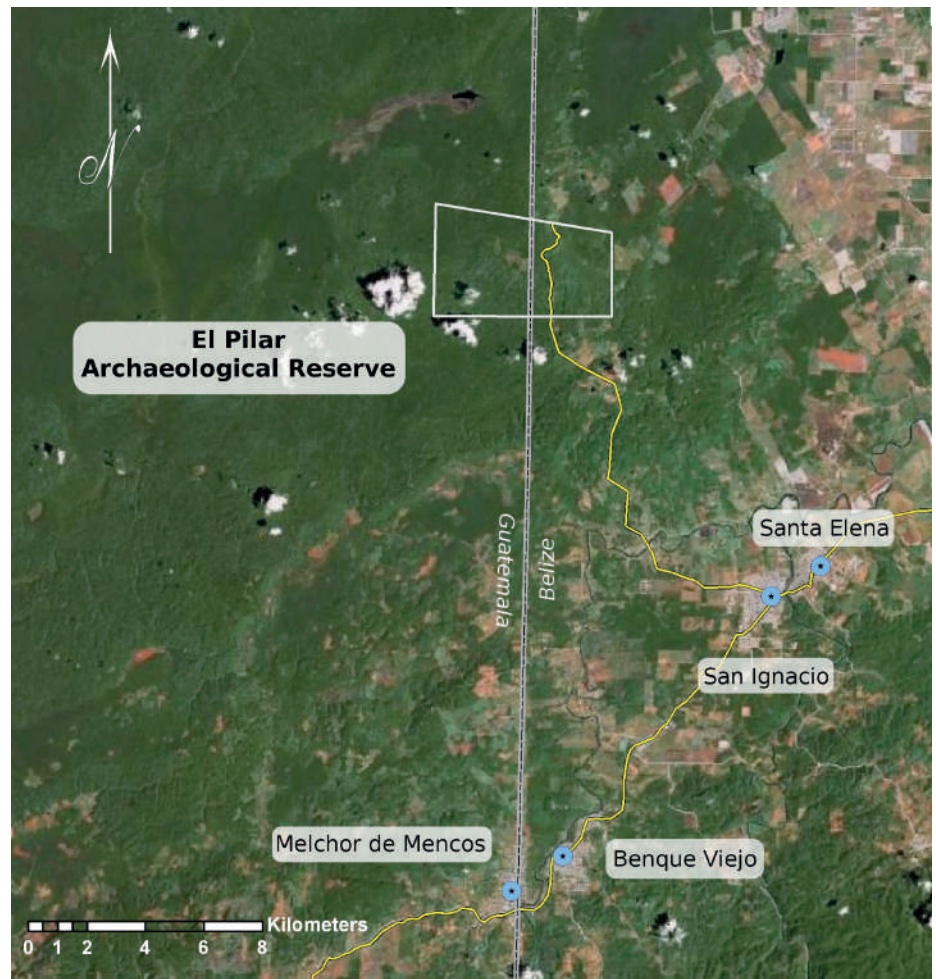 N
El Pilar
Archaeological Reserve
Guatemala
Belize
Santa Elena
San Ignacio
Melchor de Mencos
Benque Viejo
Kilometers
0 1 2 4 6 8